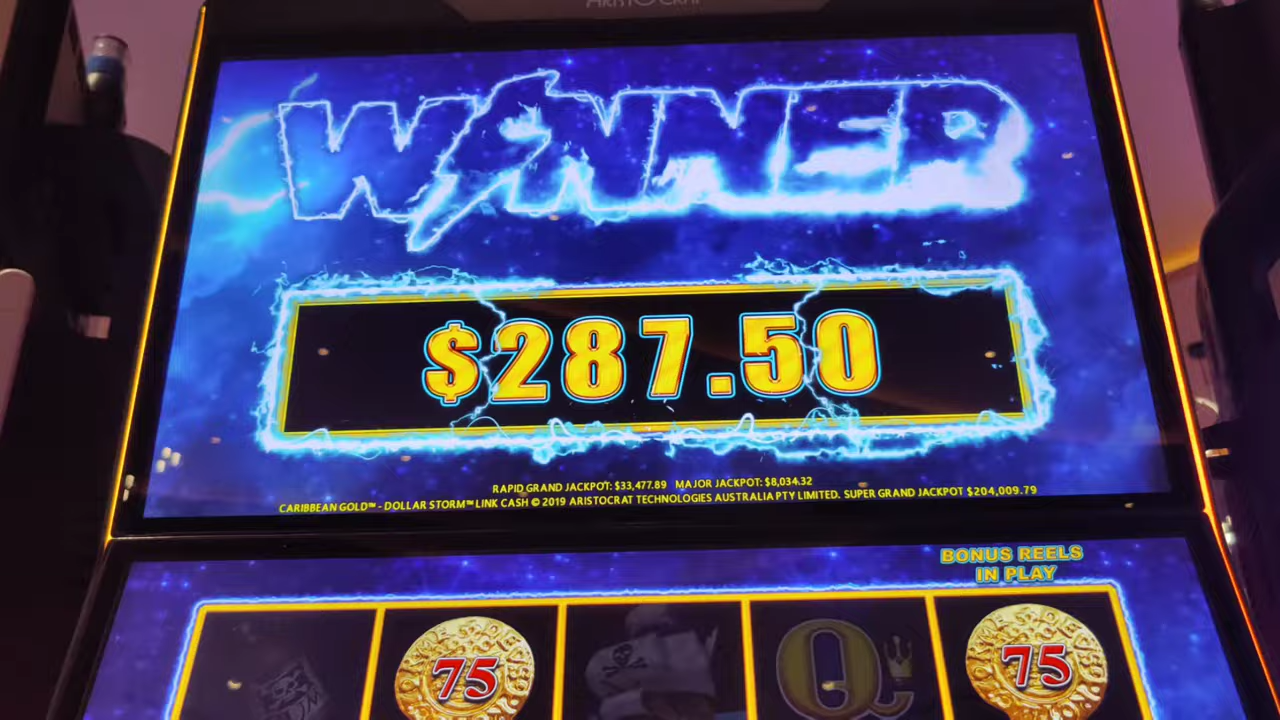 ARISTOCRAT
WINNER
$287.50
RAPID GRAND JACKPOT: $33,477.89 MAJOR JACKPOT: $8,034.32
CARIBBEAN GOLD™ - DOLLAR STORM™ LINK CASH © 2019 ARISTOCRAT TECHNOLOGIES AUSTRALIA PTY LIMITED. SUPER GRAND JACKPOT $204,009.79
BONUS REELS
IN PLAY
75 Q 75